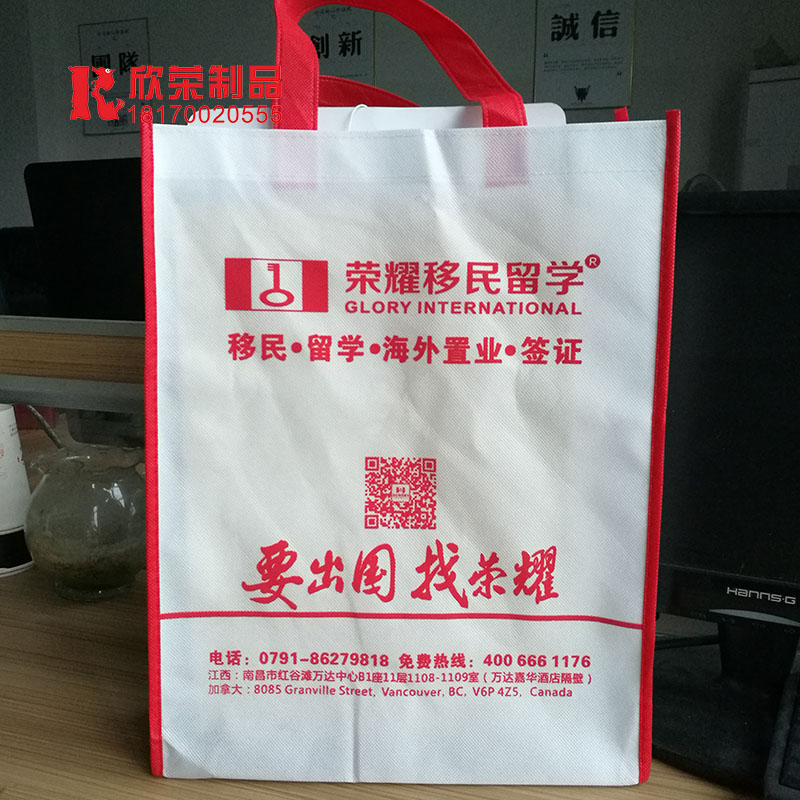 團隊
創新
誠信
欣荣制品
18170020555
荣耀移民留学®
GLORY INTERNATIONAL
移民·留学·海外置业·签证
要出国 找荣耀
电话：0791-86279818 免费热线：400 666 1176
江西：南昌市红谷滩万达中心B1座11层1108-1109室（万达嘉华酒店隔壁）
加拿大：8085 Granville Street, Vancouver, BC, V6P 4Z5, Canada
HANNS·G